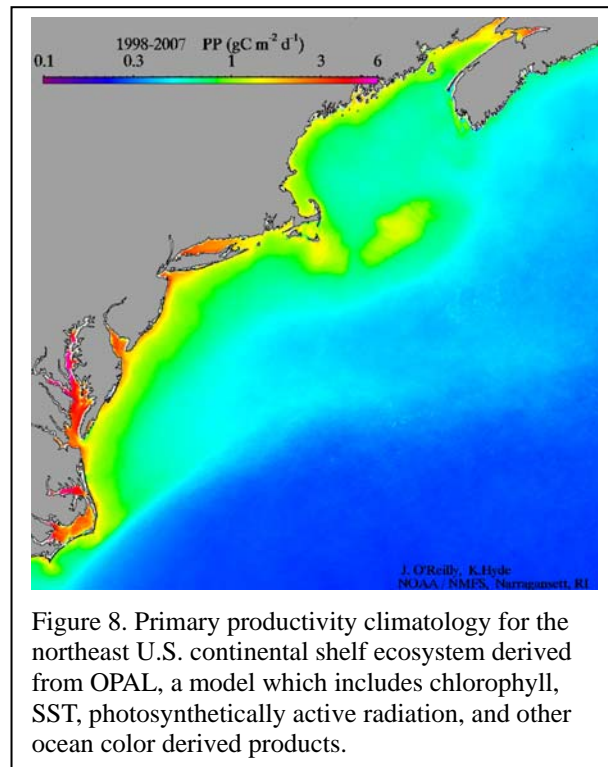 1998-2007 PP (gC m⁻² d⁻¹)
0.1 0.3 1 3 6
J. O'Reilly, K.Hyde
NOAA / NMFS, Narragansett, RI
Figure 8. Primary productivity climatology for the
northeast U.S. continental shelf ecosystem derived
from OPAL, a model which includes chlorophyll,
SST, photosynthetically active radiation, and other
ocean color derived products.